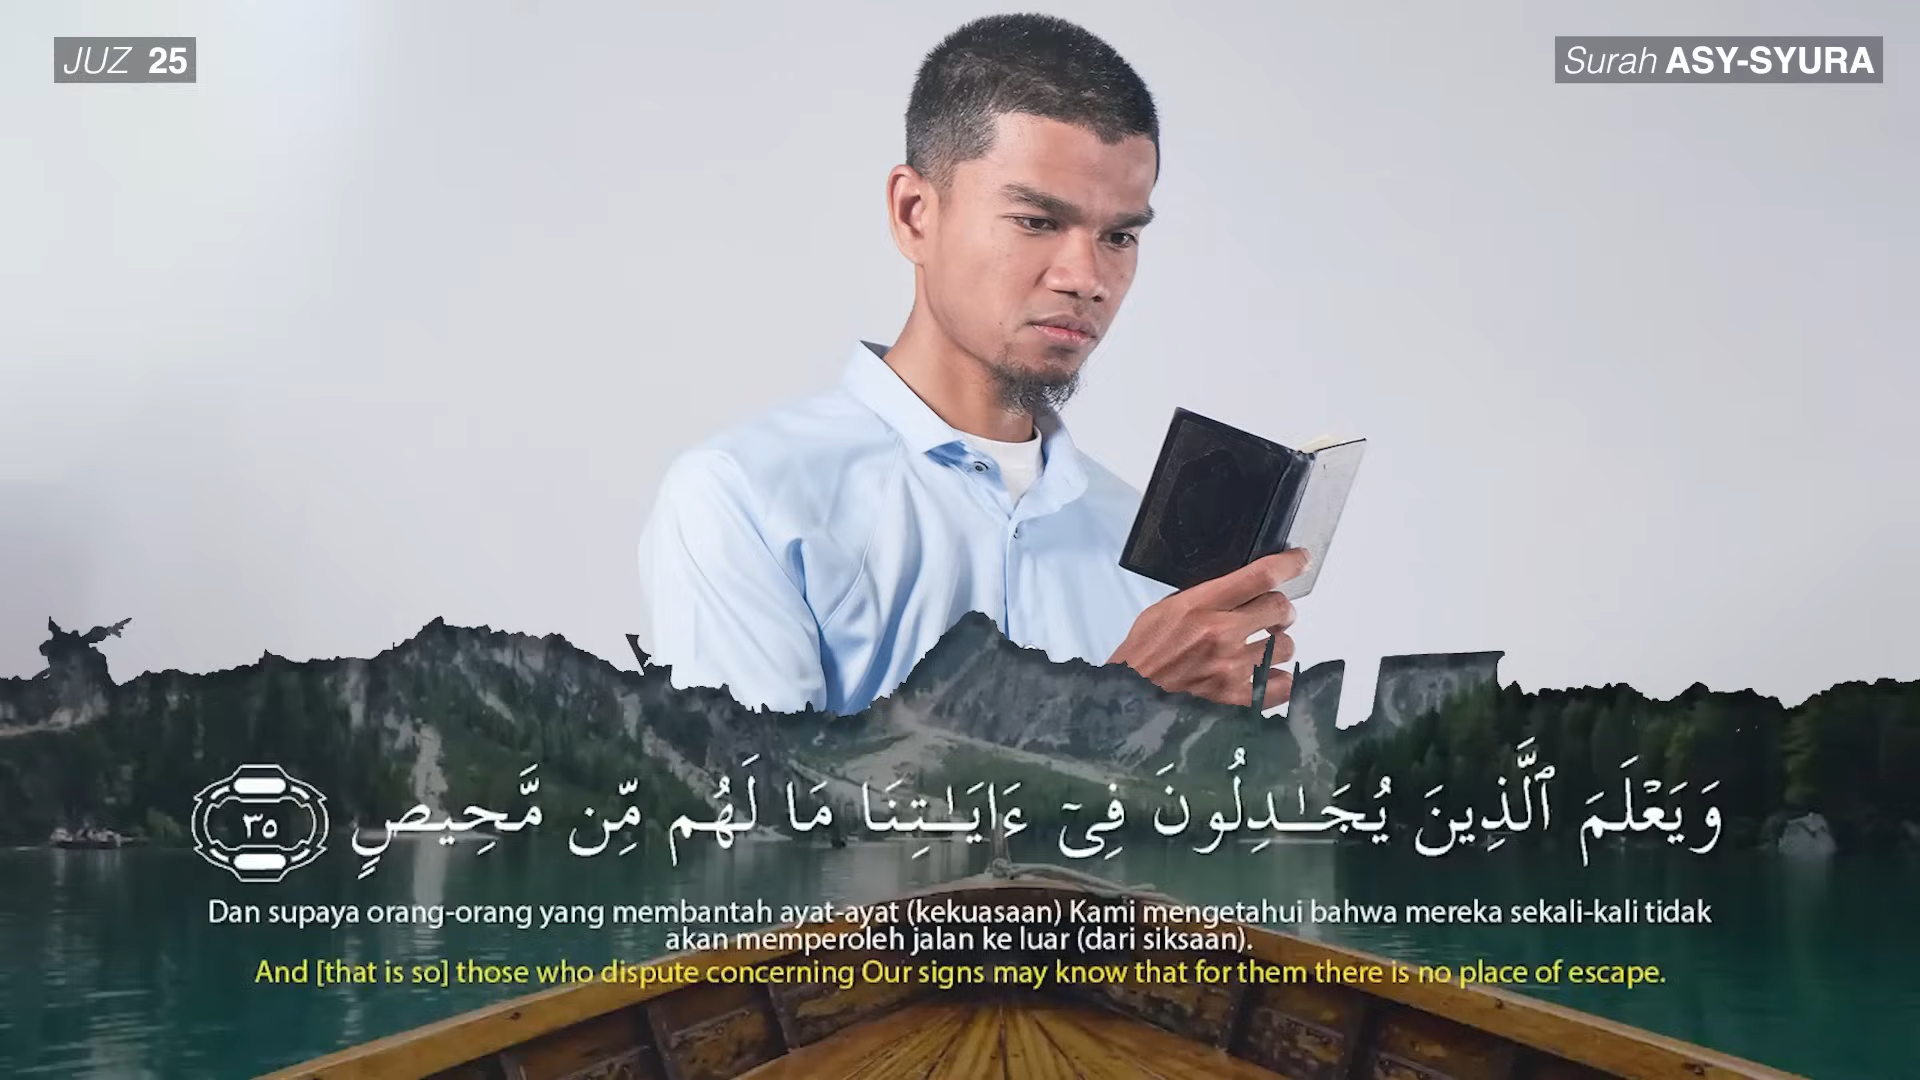 JUZ 25
Surah ASY-SYURA
وَيَعْلَمَ ٱلَّذِينَ يُجَـٰدِلُونَ فِىٓ ءَايَـٰتِنَا مَا لَهُم مِّن مَّحِيصٍ ٣٥
Dan supaya orang-orang yang membantah ayat-ayat (kekuasaan) Kami mengetahui bahwa mereka sekali-kali tidak
akan memperoleh jalan ke luar (dari siksaan).
And [that is so] those who dispute concerning Our signs may know that for them there is no place of escape.